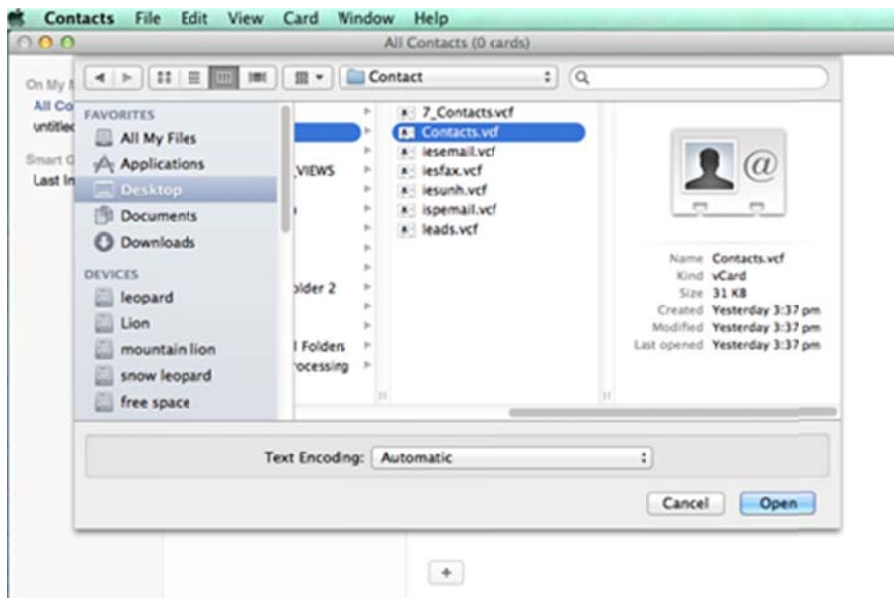 Contacts File Edit View Card Window Help
All Contacts (0 cards)
Contact
On My
All Co
untitled
Smart G
Last In
FAVORITES
All My Files
Applications
Desktop
Documents
Downloads
DEVICES
leopard
Lion
mountain lion
snow leopard
free space
_VIEWS
older 2
l Folders
rocessing
7_Contacts.vcf
Contacts.vcf
iesemail.vcf
iesfax.vcf
iesunh.vcf
ispemail.vcf
leads.vcf
Name Contacts.vcf
Kind vCard
Size 31 KB
Created Yesterday 3:37 pm
Modified Yesterday 3:37 pm
Last opened Yesterday 3:37 pm
Text Encoding: Automatic
Cancel Open